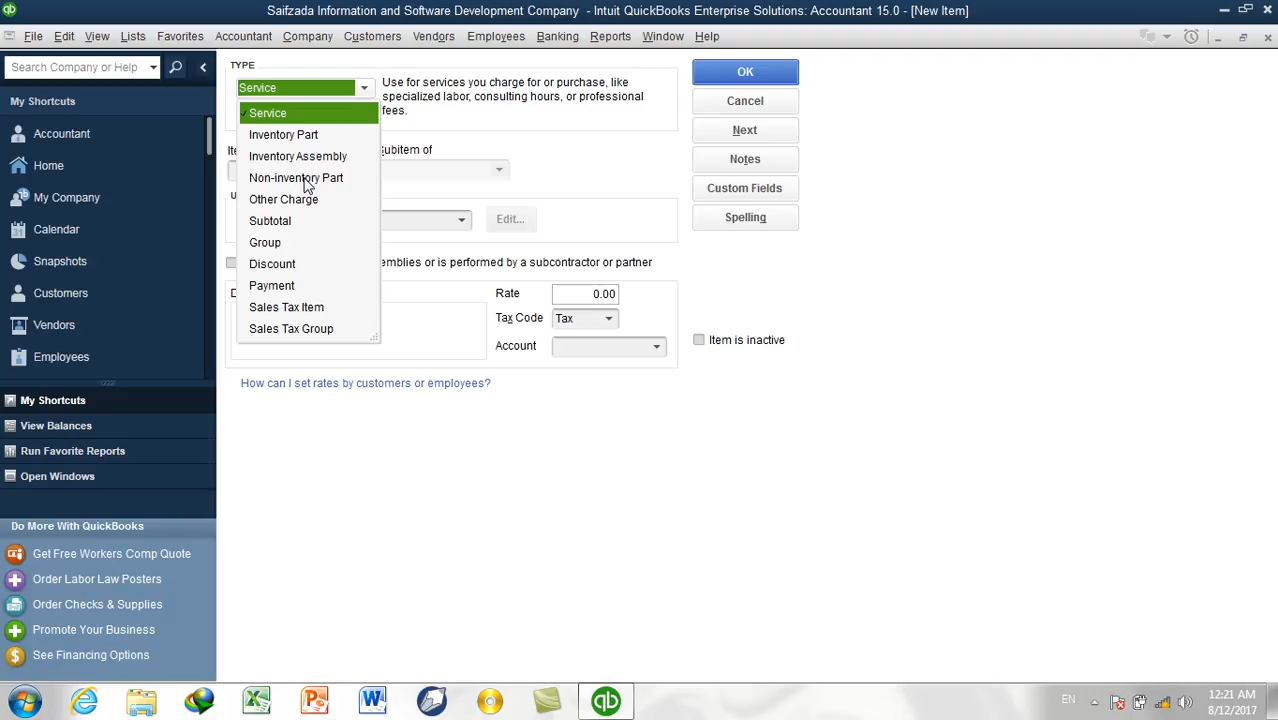 Saifzada Information and Software Development Company - Intuit QuickBooks Enterprise Solutions: Accountant 15.0 - [New Item]
File Edit View Lists Favorites Accountant Company Customers Vendors Employees Banking Reports Window Help
Search Company or Help
My Shortcuts
Accountant
Home
My Company
Calendar
Snapshots
Customers
Vendors
Employees
My Shortcuts
View Balances
Run Favorite Reports
Open Windows
Do More With QuickBooks
Get Free Workers Comp Quote
Order Labor Law Posters
Order Checks & Supplies
Promote Your Business
See Financing Options
TYPE
Service
Use for services you charge for or purchase, like
specialized labor, consulting hours, or professional
fees.
Service
Inventory Part
Inventory Assembly
Non-inventory Part
Other Charge
Subtotal
Group
Discount
Payment
Sales Tax Item
Sales Tax Group
Subitem of
Edit...
or is performed by a subcontractor or partner
Rate 0.00
Tax Code Tax
Account
How can I set rates by customers or employees?
OK
Cancel
Next
Notes
Custom Fields
Spelling
Item is inactive
EN
12:21 AM
8/12/2017